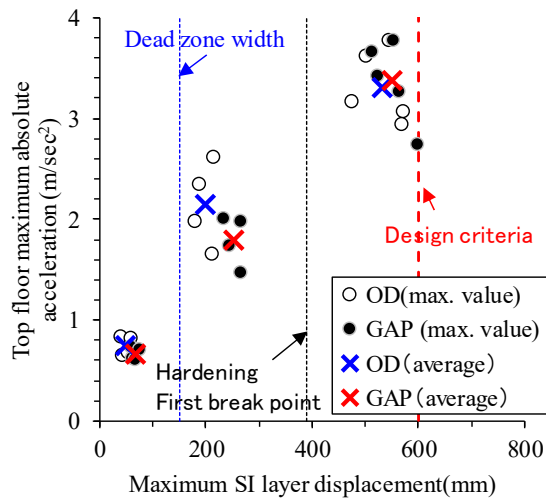 4
3
2
1
0
Top floor maximum absolute
acceleration (m/sec²)
Dead zone width
Design criteria
Hardening
First break point
OD(max. value)
GAP (max. value)
OD（average）
GAP（average）
0 200 400 600 800
Maximum SI layer displacement(mm)